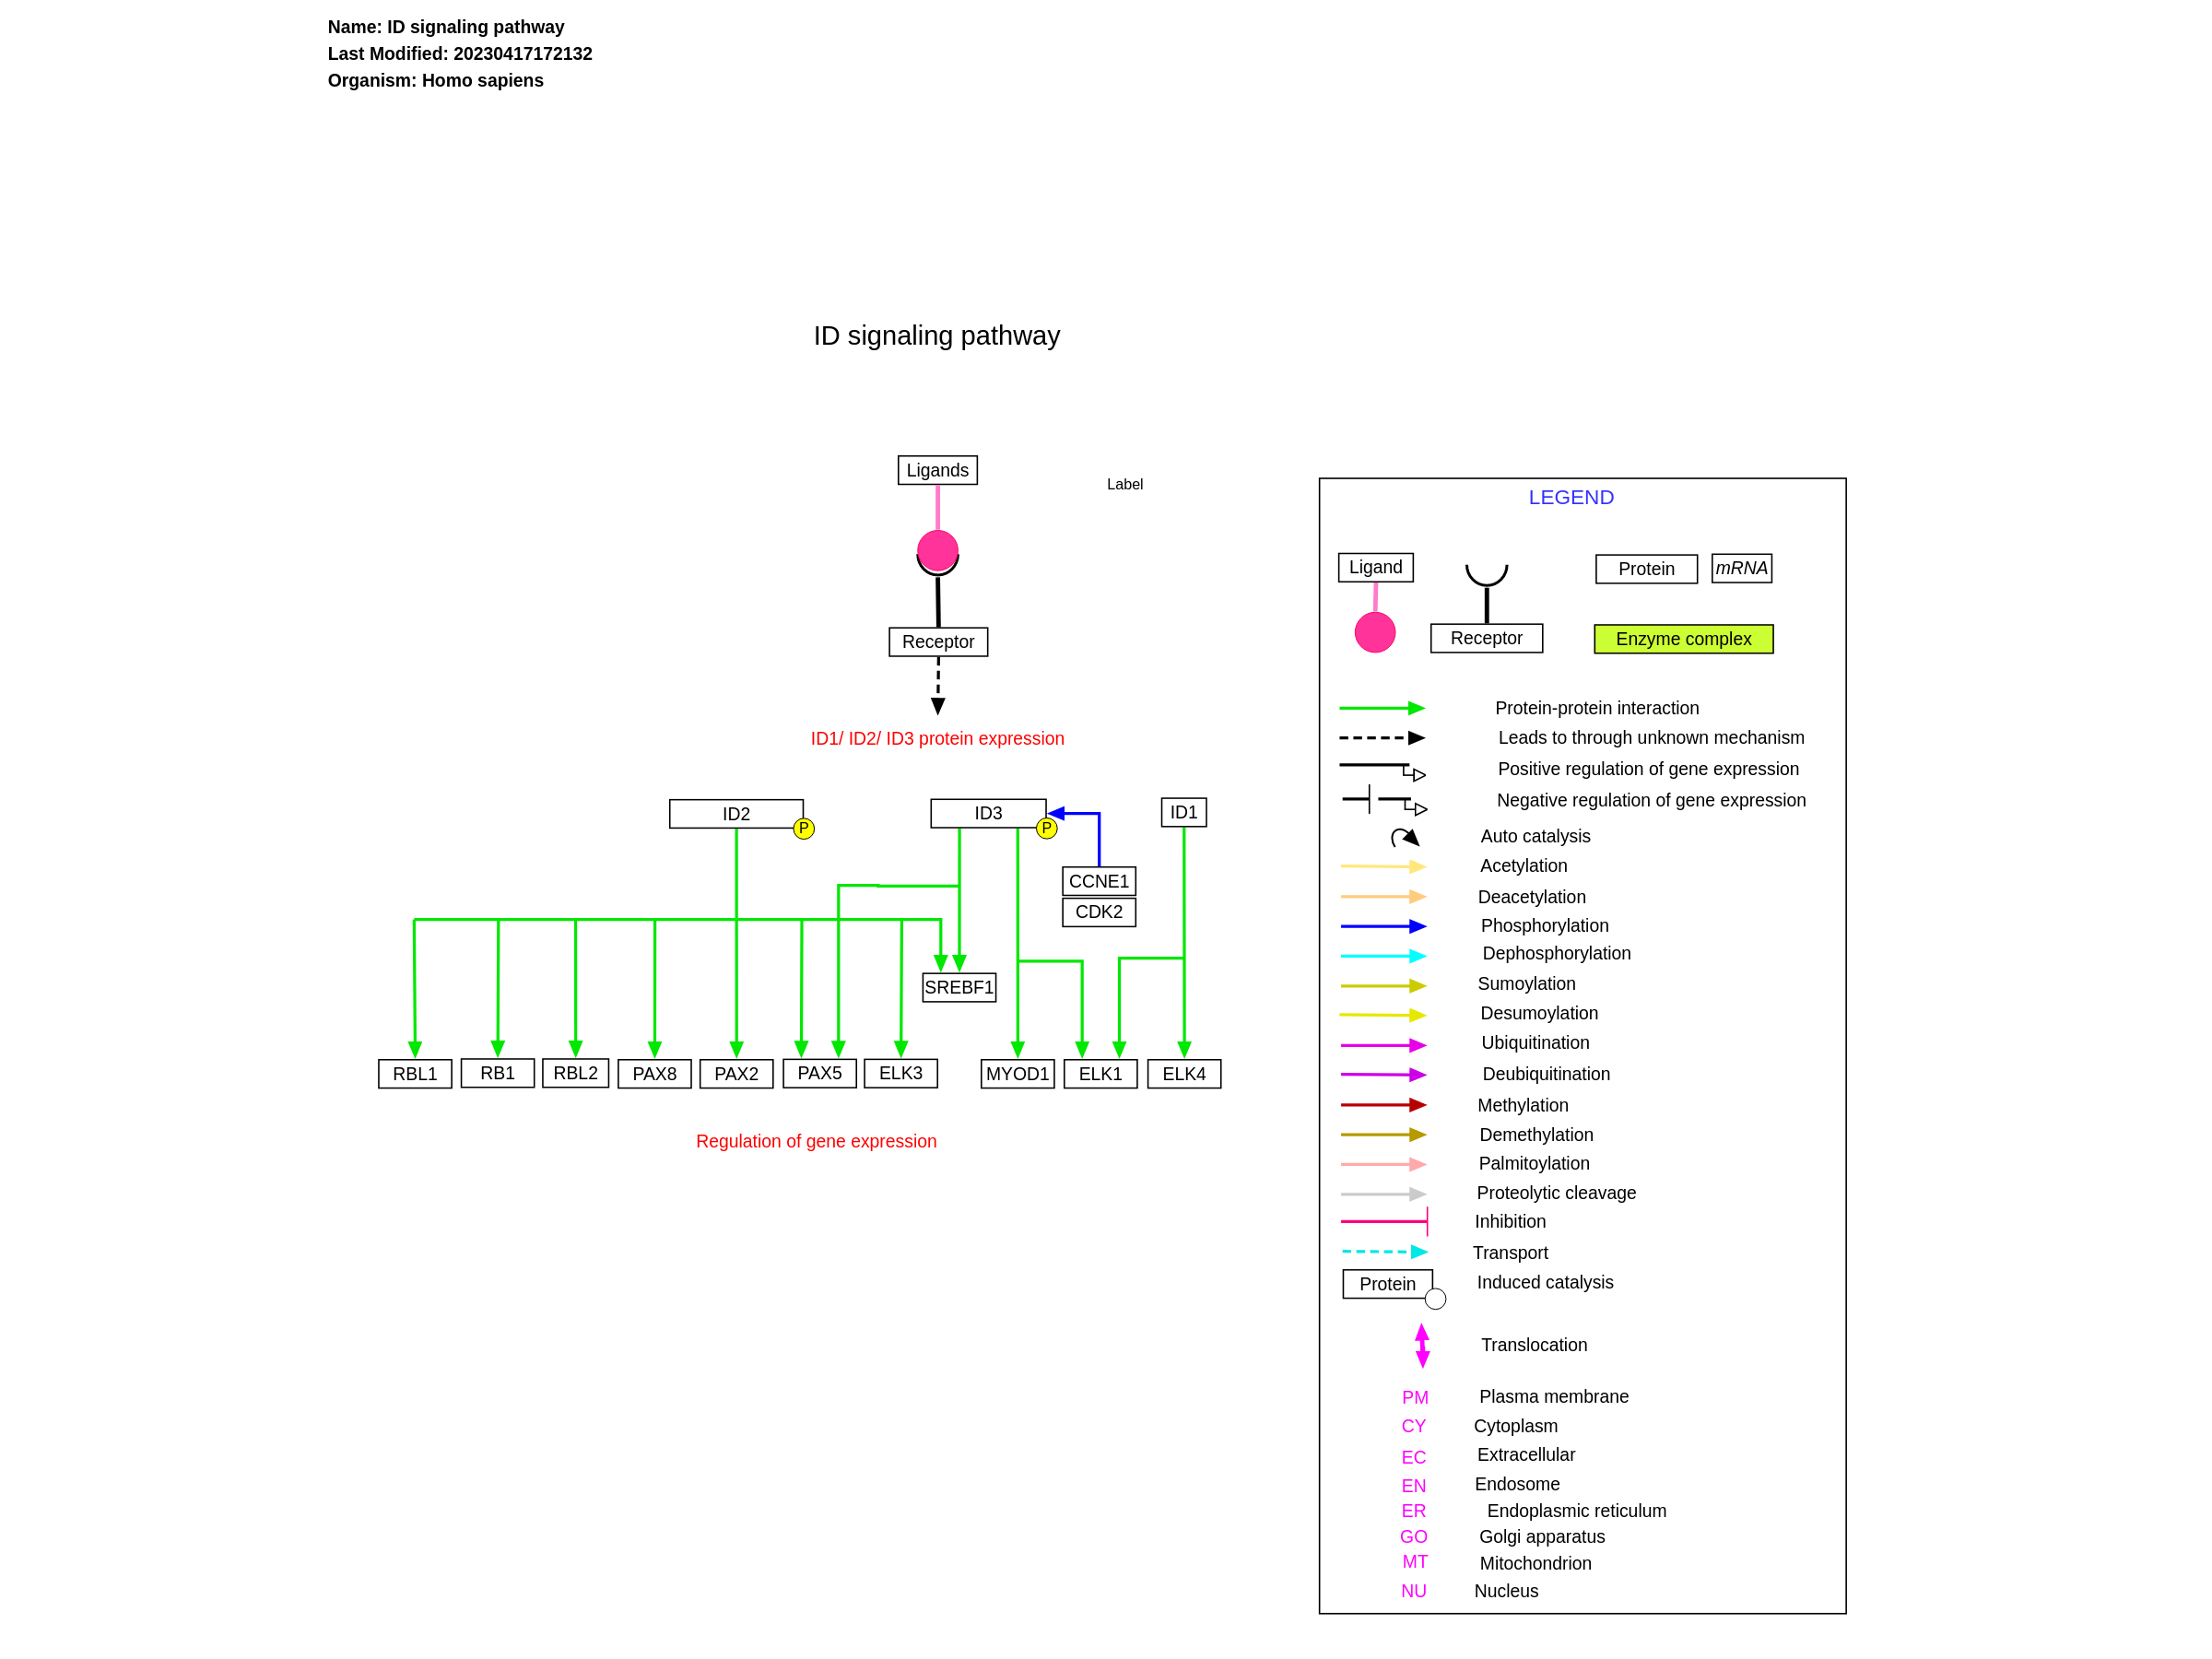 Name: ID signaling pathway
Last Modified: 20230417172132
Organism: Homo sapiens
ID signaling pathway
Ligands
Label
Receptor
ID1/ ID2/ ID3 protein expression
ID2
P
ID3
P
ID1
CCNE1
CDK2
SREBF1
RBL1
RB1
RBL2
PAX8
PAX2
PAX5
ELK3
MYOD1
ELK1
ELK4
Regulation of gene expression
LEGEND
Ligand
Receptor
Protein
mRNA
Enzyme complex
Protein-protein interaction
Leads to through unknown mechanism
Positive regulation of gene expression
Negative regulation of gene expression
Auto catalysis
Acetylation
Deacetylation
Phosphorylation
Dephosphorylation
Sumoylation
Desumoylation
Ubiquitination
Deubiquitination
Methylation
Demethylation
Palmitoylation
Proteolytic cleavage
Inhibition
Transport
Protein
Induced catalysis
Translocation
PM Plasma membrane
CY Cytoplasm
EC Extracellular
EN Endosome
ER Endoplasmic reticulum
GO Golgi apparatus
MT Mitochondrion
NU Nucleus